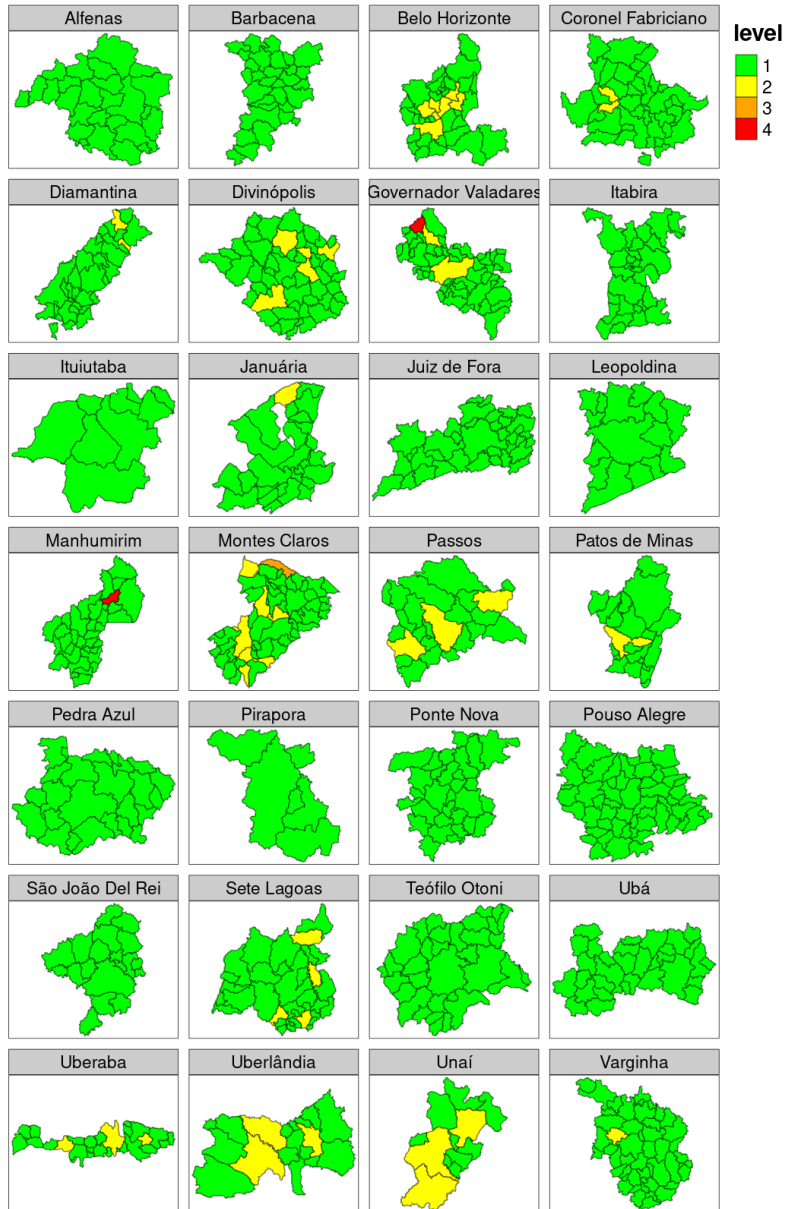 Alfenas
Barbacena
Belo Horizonte
Coronel Fabriciano
level
1
2
3
4
Diamantina
Divinópolis
Governador Valadares
Itabira
Ituiutaba
Januária
Juiz de Fora
Leopoldina
Manhumirim
Montes Claros
Passos
Patos de Minas
Pedra Azul
Pirapora
Ponte Nova
Pouso Alegre
São João Del Rei
Sete Lagoas
Teófilo Otoni
Ubá
Uberaba
Uberlândia
Unaí
Varginha